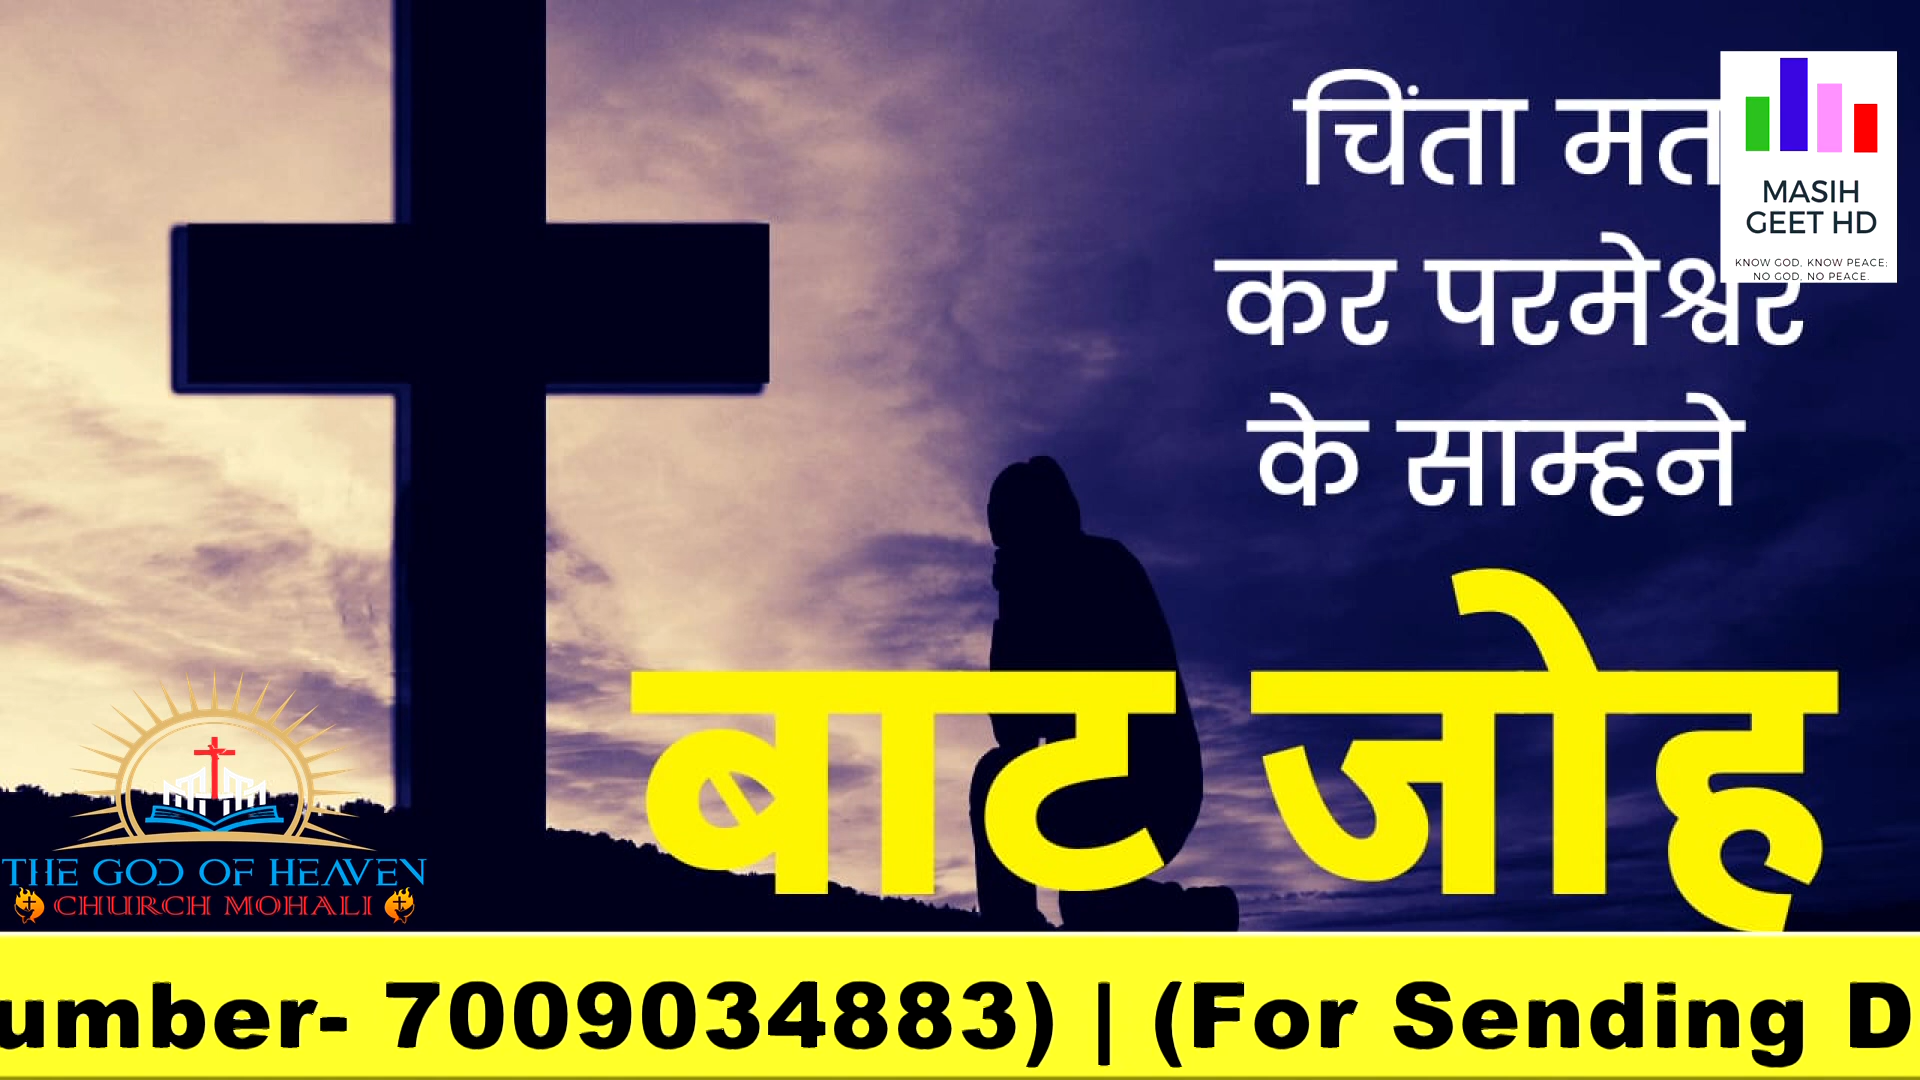 चिंता मत
कर परमेश्वर
के साम्हने
बाट जोह
MASIH
GEET HD
KNOW GOD, KNOW PEACE;
NO GOD, NO PEACE.
THE GOD OF HEAVEN
CHURCH MOHALI
umber- 7009034883) | (For Sending D